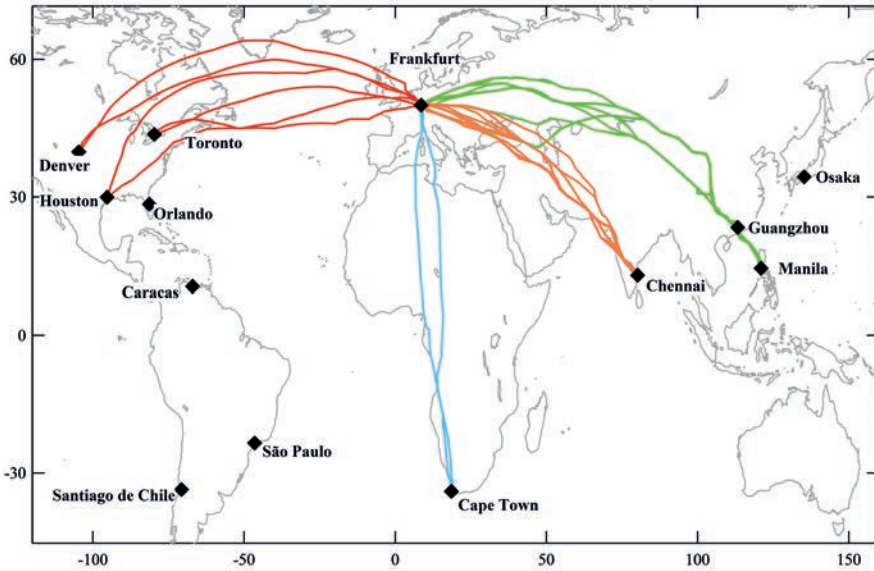 60
Frankfurt
Toronto
Denver
Osaka
30
Houston
Orlando
Guangzhou
Manila
Chennai
Caracas
0
São Paulo
-30
Santiago de Chile
Cape Town
-100
-50
0
50
100
150